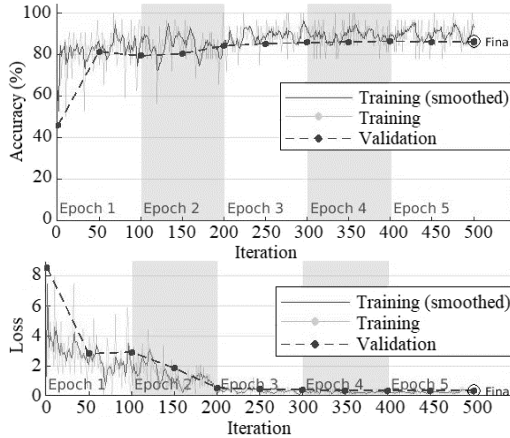 100
80
60
40
20
0
Accuracy (%)
Fina
Training (smoothed)
Training
Validation
Epoch 1 Epoch 2 Epoch 3 Epoch 4 Epoch 5
0 50 100 150 200 250 300 350 400 450 500
Iteration
8
6
4
2
0
Loss
Training (smoothed)
Training
Validation
Epoch 1 Epoch 2 Epoch 3 Epoch 4 Epoch 5
Fina
0 50 100 150 200 250 300 350 400 450 500
Iteration